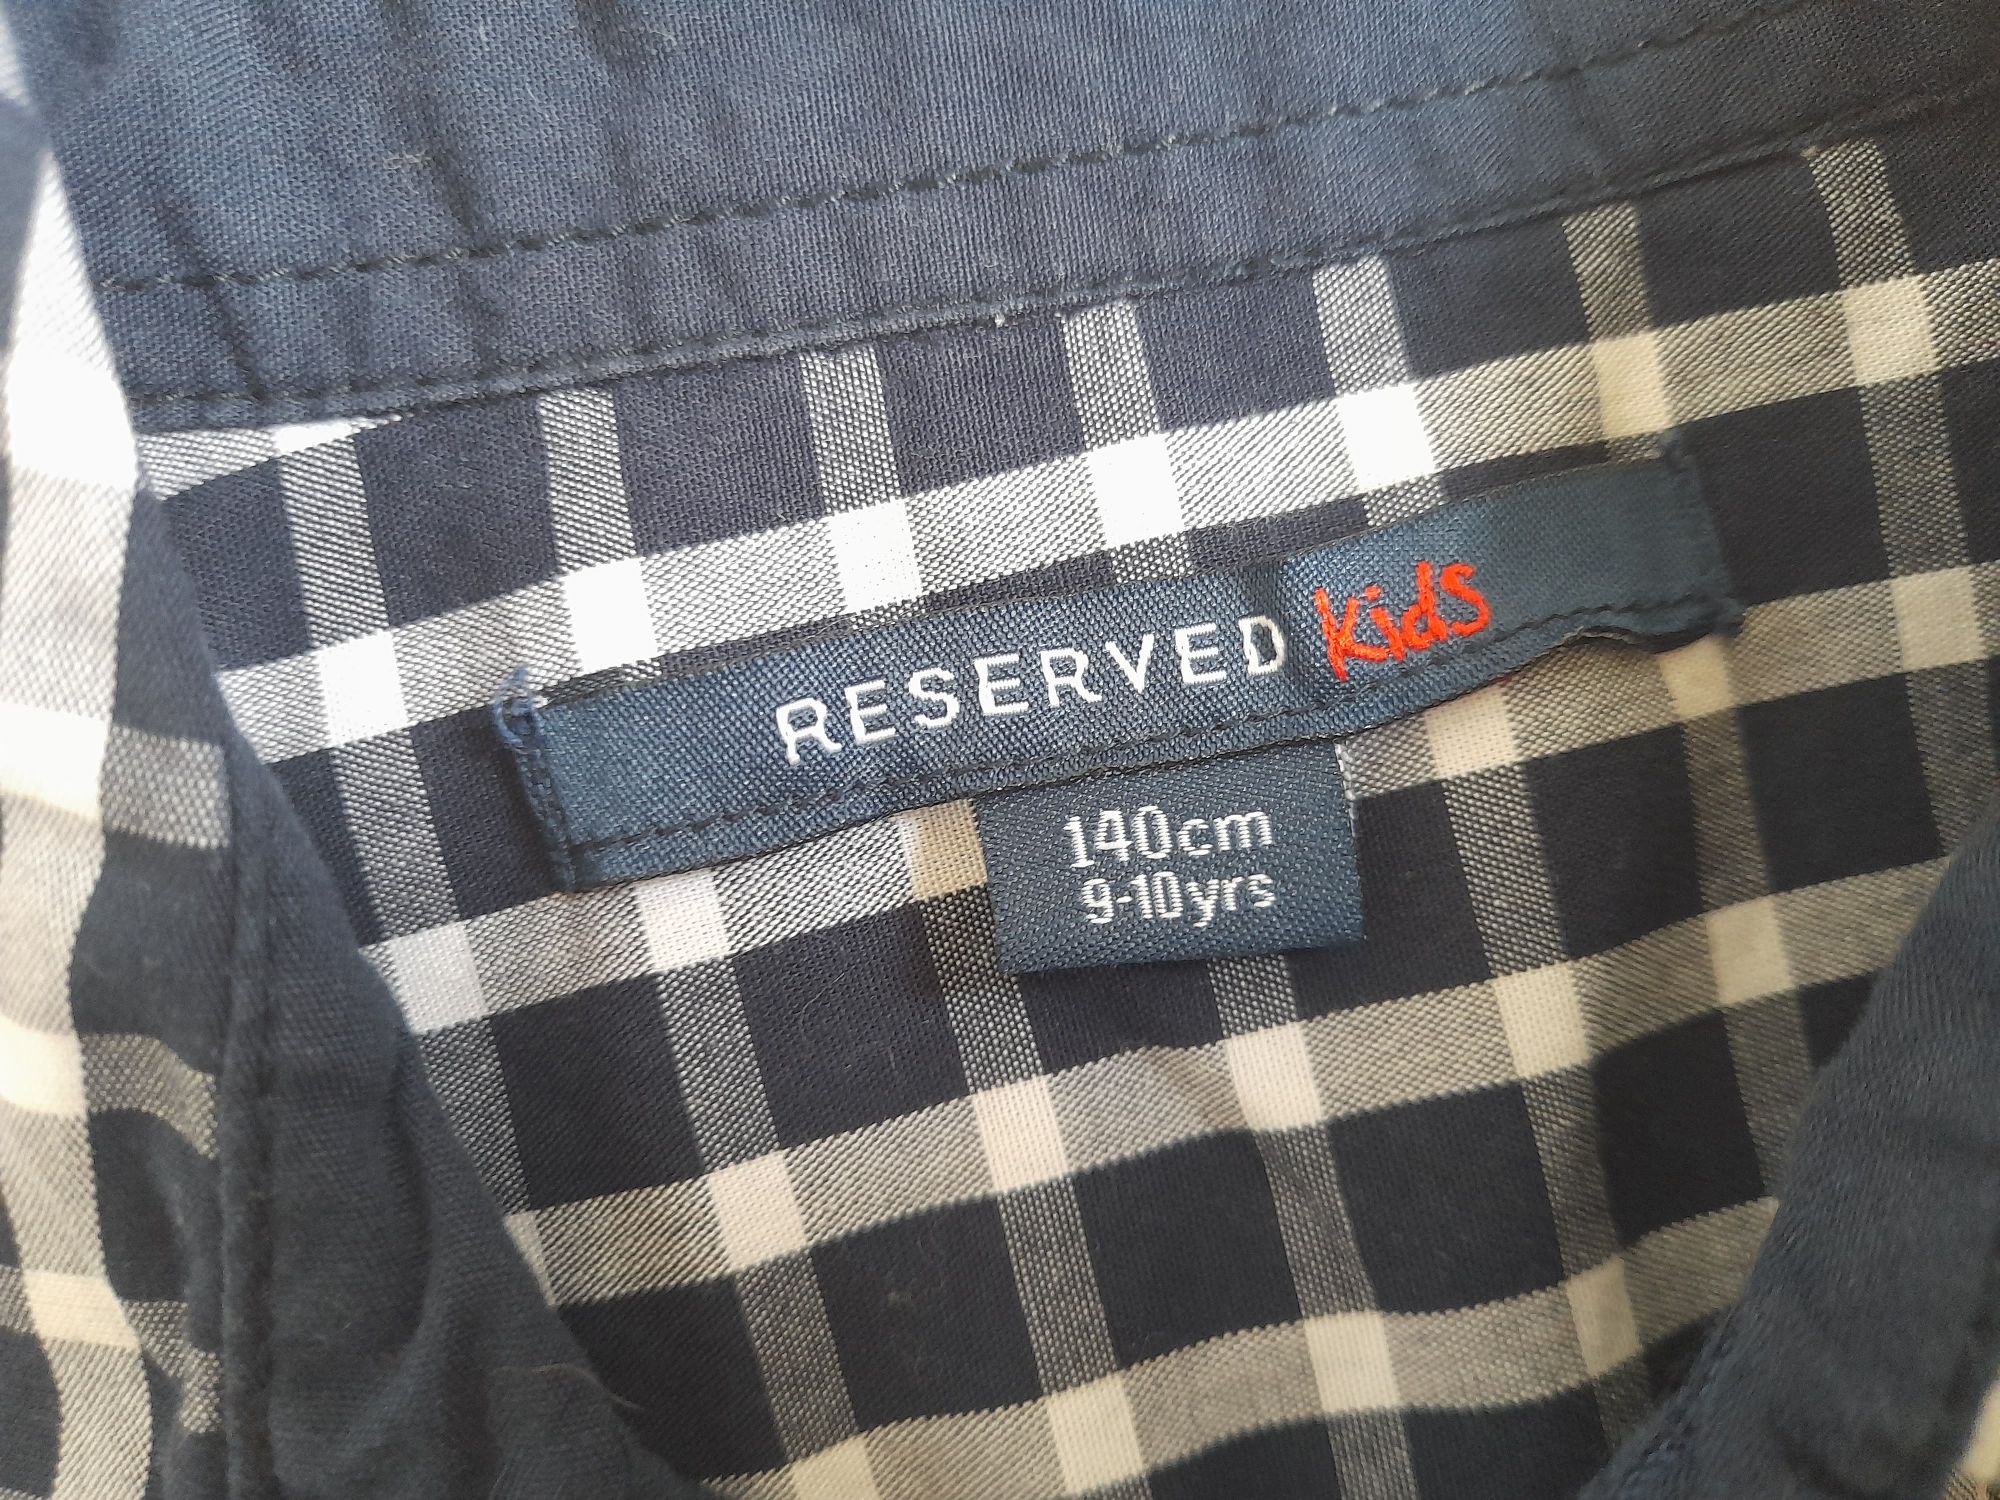 RESERVED Kids
140cm
9-10yrs